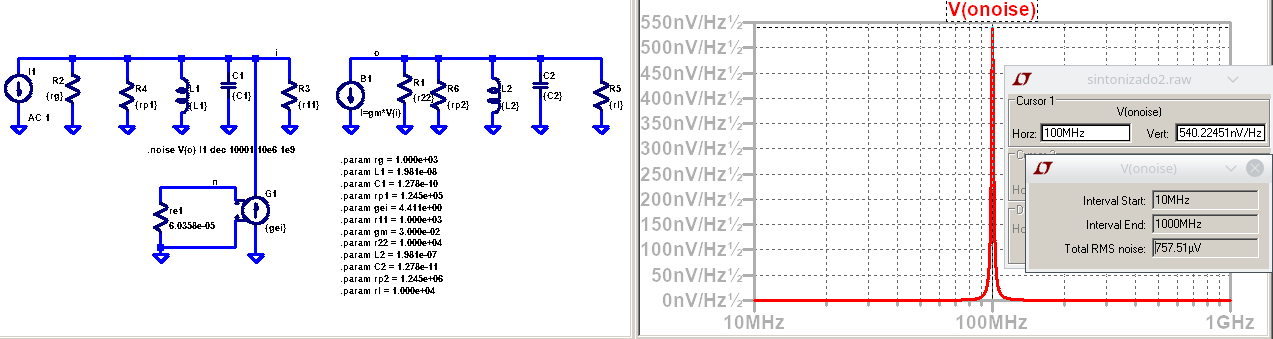 i
o
I1
AC 1
R2
{rg}
R4
{rp1}
L1
{L1}
C1
{C1}
R3
{r11}
B1
I=gm*V(i)
R1
{r22}
R6
{rp2}
L2
{L2}
C2
{C2}
R5
{rl}
.noise V(o) I1 dec 10001 10e6 1e9
n
re1
6.0358e-05
G1
{gei}
.param rg = 1.000e+03
.param L1 = 1.981e-08
.param C1 = 1.278e-10
.param rp1 = 1.245e+05
.param gei = 4.411e+00
.param r11 = 1.000e+03
.param gm = 3.000e-02
.param r22 = 1.000e+04
.param L2 = 1.981e-07
.param C2 = 1.278e-11
.param rp2 = 1.245e+06
.param rl = 1.000e+04
V(onoise)
550nV/Hz½
500nV/Hz½
450nV/Hz½
400nV/Hz½
350nV/Hz½
300nV/Hz½
250nV/Hz½
200nV/Hz½
150nV/Hz½
100nV/Hz½
50nV/Hz½
0nV/Hz½
10MHz
100MHz
1GHz
sintonizado2.raw
Cursor 1
V(onoise)
Horz: 100MHz
Vert: 540.22451nV/Hz
V(onoise)
Interval Start: 10MHz
Interval End: 1000MHz
Total RMS noise: 757.51µV